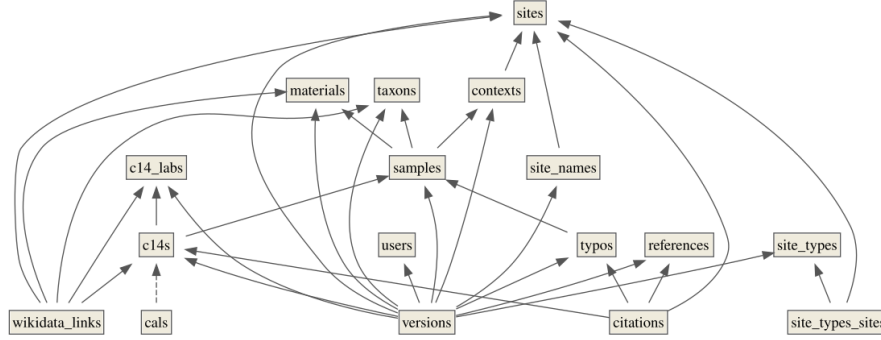 sites
materials
taxons
contexts
c14_labs
samples
site_names
c14s
users
typos
references
site_types
wikidata_links
cals
versions
citations
site_types_sites